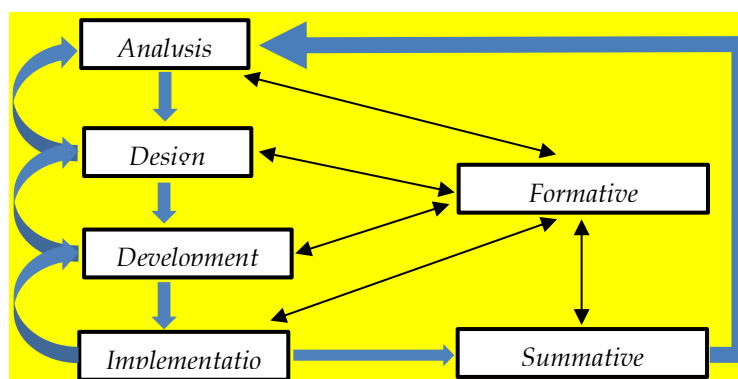 Analysis
Design
Formative
Development
Implementatio
Summative